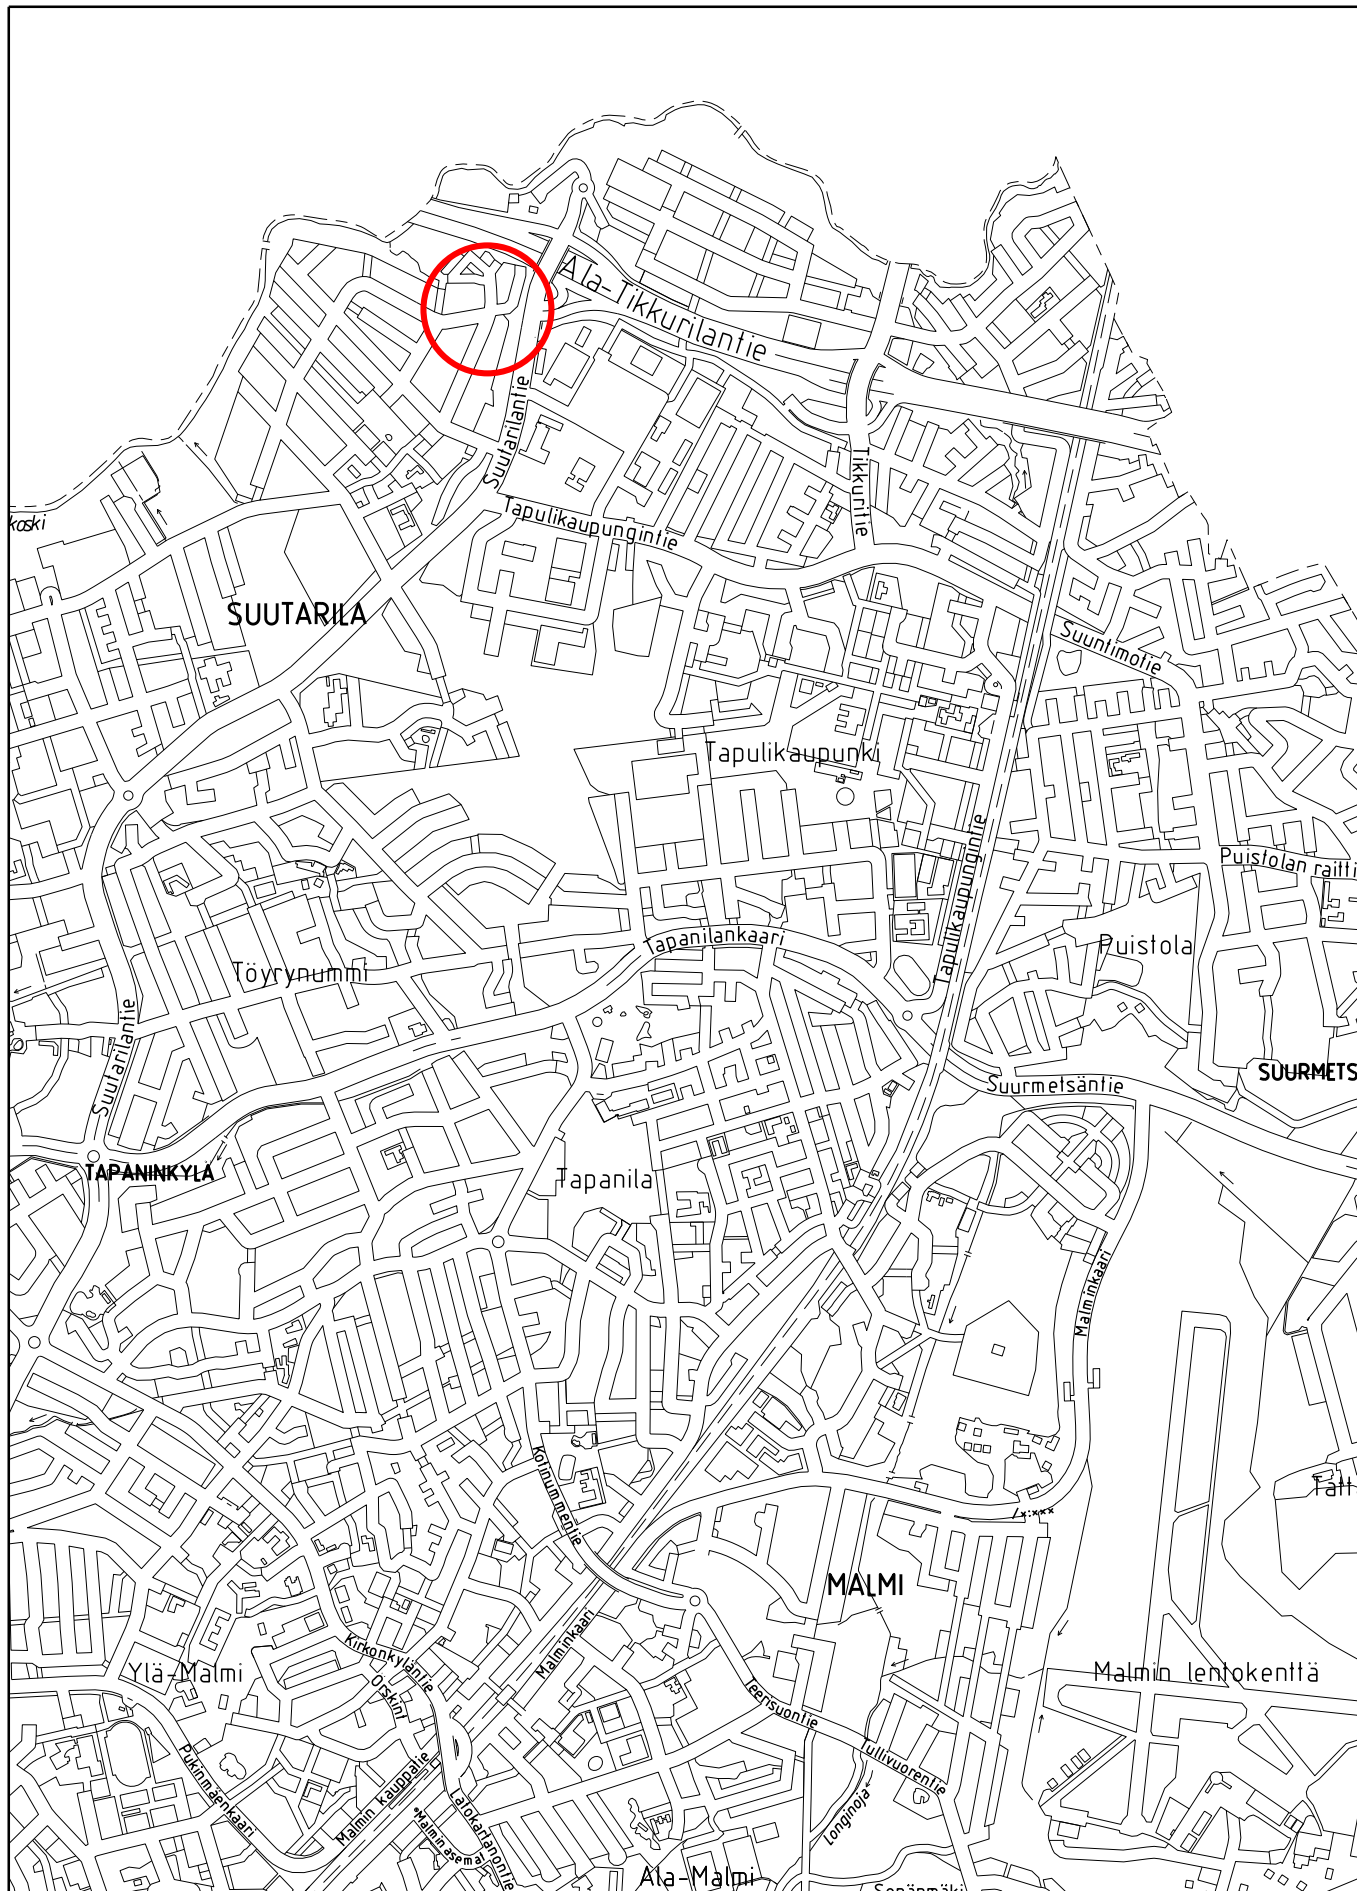 Ala-Tikkurilantie
Suutarilantie
Tikkuritie
Tapulikaupungintie
koski
SUUTARILA
Suuntimotie
Tapulikaupunki
Tapulikaupungintie
Puistolan raitti
Tapanilankaari
Puistola
Töyrynummi
Suutarilantie
SUURMETS
Suurmetsäntie
TAPANINKYLÄ
Tapanila
Malminkaari
Kotinummentie
MALMI
Malminkaari
Kirkonkyläntie
Ylä-Malmi
Malmin lentokenttä
Teerisuontie
Tullivuorentie
Pukinmäenkaari
Malmin kauppatie
Latokartanontie
Malmin asema
Longinoja
Ala-Malmi